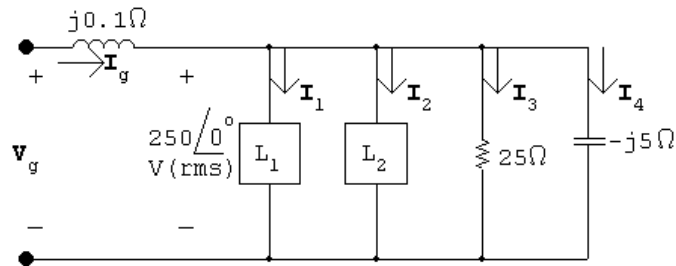 j0.1Ω
+ I_g +
I_1 I_2 I_3 I_4
250/0° V(rms)
V_g
L_1 L_2 25Ω -j5Ω
− −